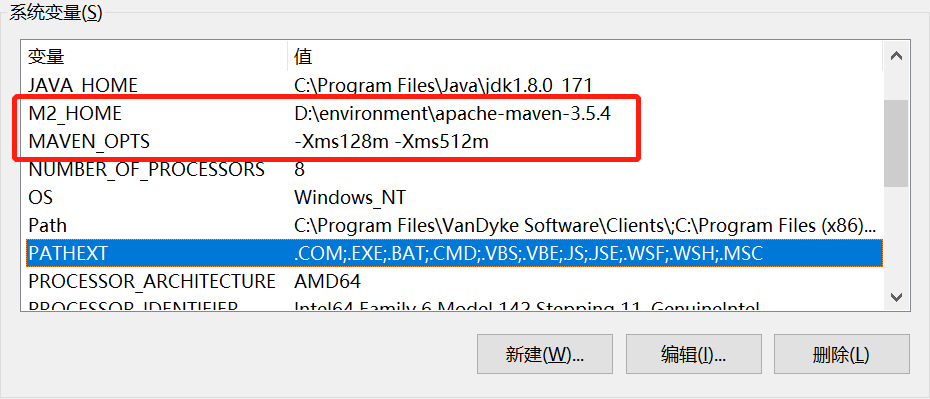 系统变量(S)
变量 值
JAVA_HOME C:\Program Files\Java\jdk1.8.0_171
M2_HOME D:\environment\apache-maven-3.5.4
MAVEN_OPTS -Xms128m -Xms512m
NUMBER_OF_PROCESSORS 8
OS Windows_NT
Path C:\Program Files\VanDyke Software\Clients\;C:\Program Files (x86)...
PATHEXT .COM;.EXE;.BAT;.CMD;.VBS;.VBE;.JS;.JSE;.WSF;.WSH;.MSC
PROCESSOR_ARCHITECTURE AMD64
PROCESSOR_IDENTIFIER Intel64 Family 6 Model 142 Stepping 11, GenuineIntel
新建(W)... 编辑(I)... 删除(L)